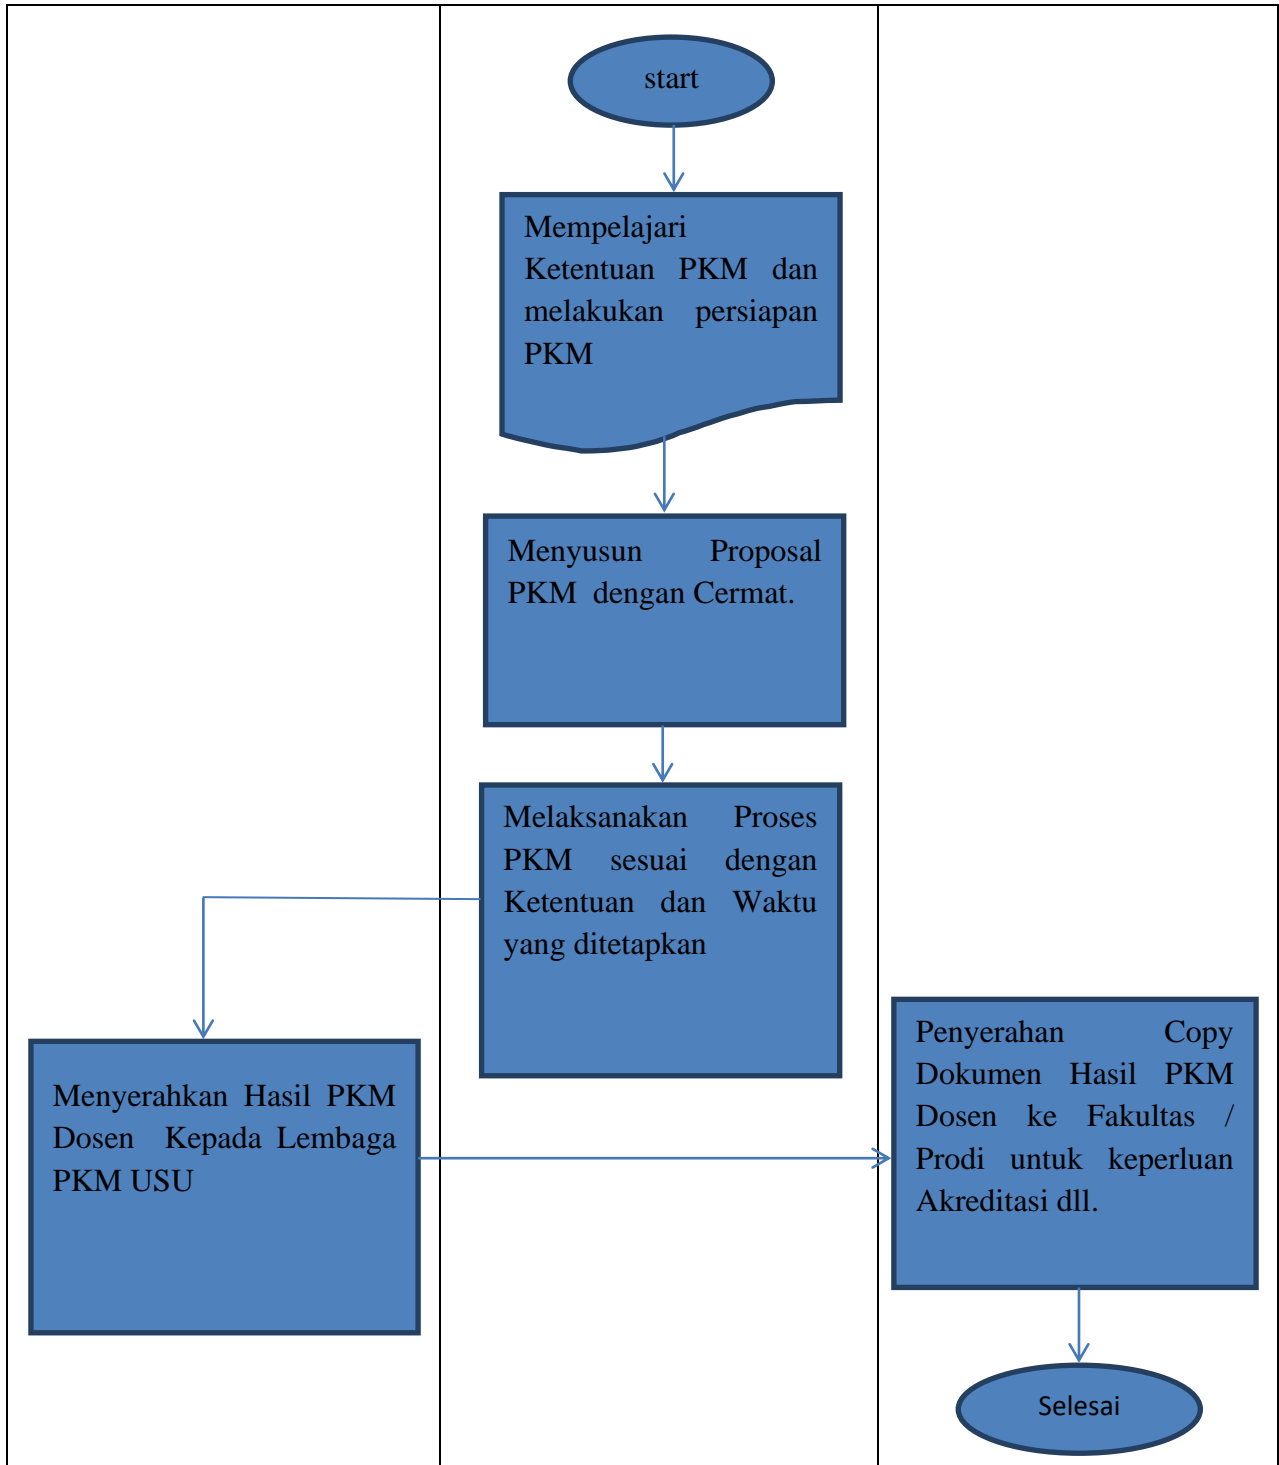 start
Mempelajari
Ketentuan PKM dan
melakukan persiapan
PKM
Menyusun Proposal
PKM dengan Cermat.
Melaksanakan Proses
PKM sesuai dengan
Ketentuan dan Waktu
yang ditetapkan
Menyerahkan Hasil PKM
Dosen Kepada Lembaga
PKM USU
Penyerahan Copy
Dokumen Hasil PKM
Dosen ke Fakultas /
Prodi untuk keperluan
Akreditasi dll.
Selesai